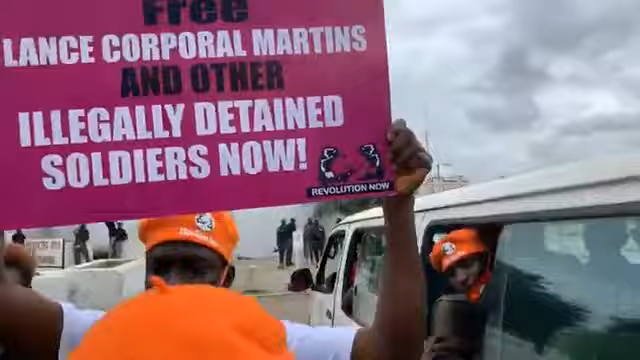 Free
LANCE CORPORAL MARTINS
AND OTHER
ILLEGALLY DETAINED
SOLDIERS NOW!
REVOLUTION NOW